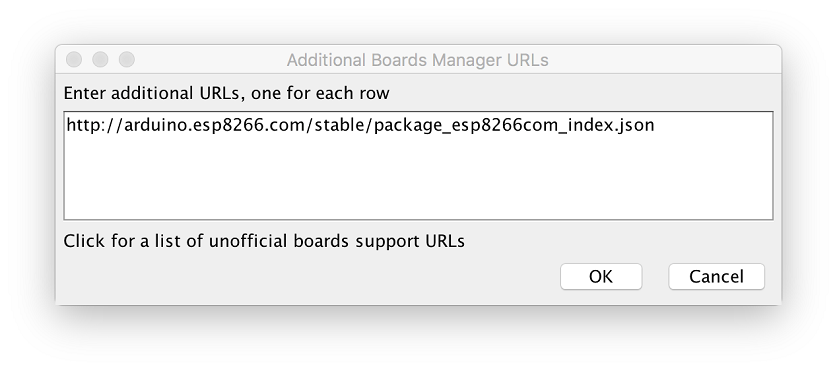 Additional Boards Manager URLs
Enter additional URLs, one for each row
http://arduino.esp8266.com/stable/package_esp8266com_index.json
Click for a list of unofficial boards support URLs
OK Cancel